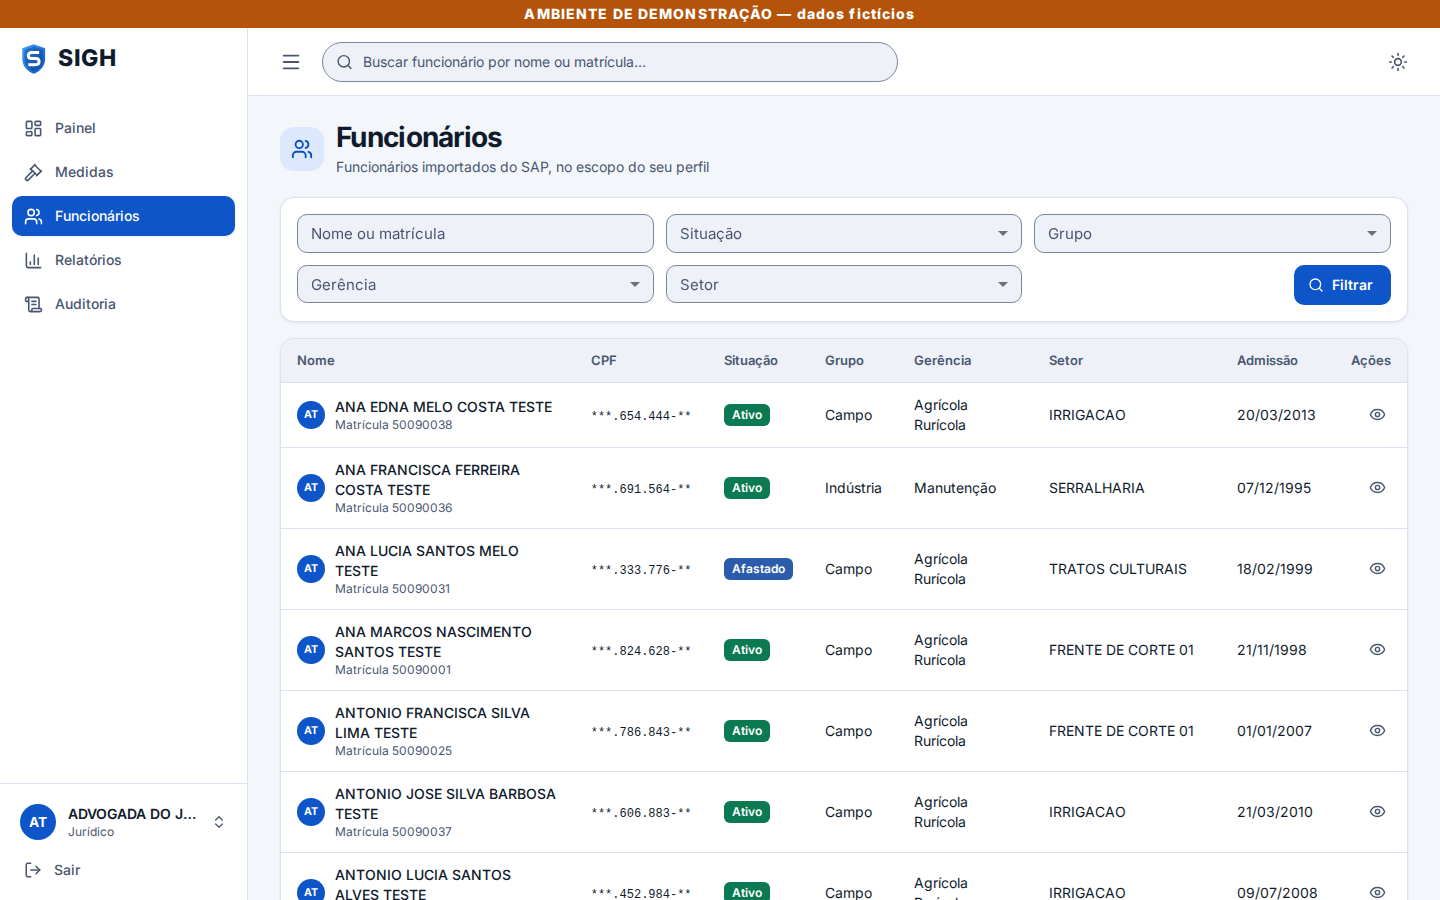 AMBIENTE DE DEMONSTRAÇÃO — dados fictícios
SIGH
Buscar funcionário por nome ou matrícula...
Painel
Medidas
Funcionários
Relatórios
Auditoria
Funcionários
Funcionários importados do SAP, no escopo do seu perfil
Nome ou matrícula
Situação
Grupo
Gerência
Setor
Filtrar
Nome CPF Situação Grupo Gerência Setor Admissão Ações
AT ANA EDNA MELO COSTA TESTE
Matrícula 50090038
***.654.444-** Ativo Campo Agrícola
Rurícola
IRRIGACAO 20/03/2013
AT ANA FRANCISCA FERREIRA
COSTA TESTE
Matrícula 50090036
***.691.564-** Ativo Indústria Manutenção SERRALHARIA 07/12/1995
AT ANA LUCIA SANTOS MELO
TESTE
Matrícula 50090031
***.333.776-** Afastado Campo Agrícola
Rurícola
TRATOS CULTURAIS 18/02/1999
AT ANA MARCOS NASCIMENTO
SANTOS TESTE
Matrícula 50090001
***.824.628-** Ativo Campo Agrícola
Rurícola
FRENTE DE CORTE 01 21/11/1998
AT ANTONIO FRANCISCA SILVA
LIMA TESTE
Matrícula 50090025
***.786.843-** Ativo Campo Agrícola
Rurícola
FRENTE DE CORTE 01 01/01/2007
AT ANTONIO JOSE SILVA BARBOSA
TESTE
Matrícula 50090037
***.606.883-** Ativo Campo Agrícola
Rurícola
IRRIGACAO 21/03/2010
AT ANTONIO LUCIA SANTOS
ALVES TESTE
***.452.984-** Ativo Campo Agrícola
IRRIGACAO 09/07/2008
AT ADVOGADA DO J...
Jurídico
Sair